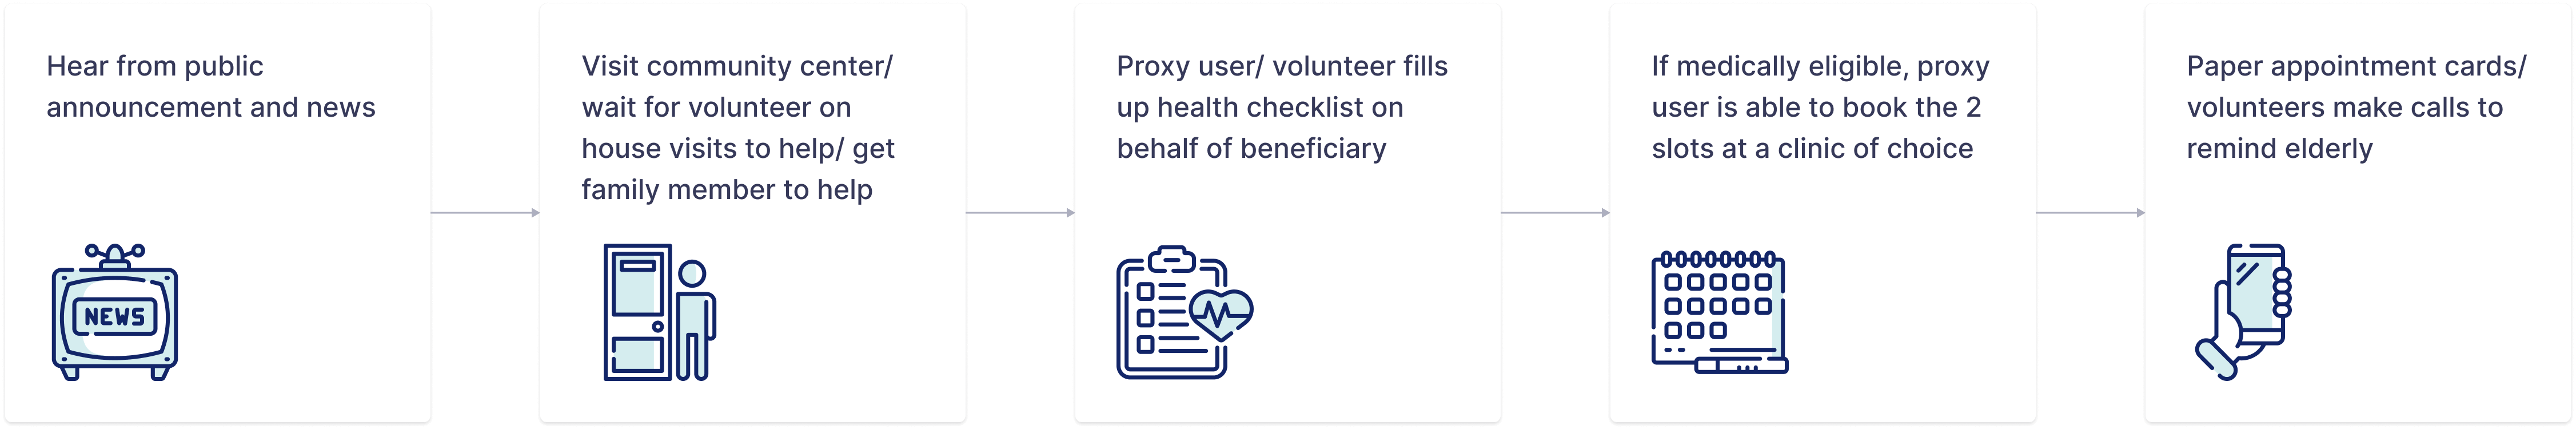 Hear from public
announcement and news
NEWS
Visit community center/
wait for volunteer on
house visits to help/ get
family member to help
Proxy user/ volunteer fills
up health checklist on
behalf of beneficiary
If medically eligible, proxy
user is able to book the 2
slots at a clinic of choice
Paper appointment cards/
volunteers make calls to
remind elderly